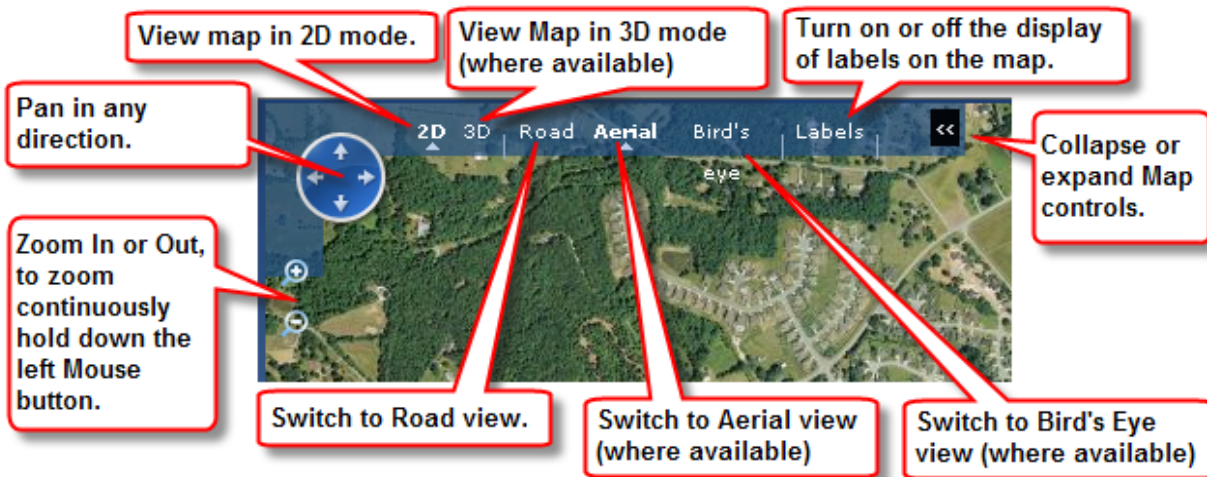 View map in 2D mode.
View Map in 3D mode
(where available)
Turn on or off the display
of labels on the map.
Pan in any
direction.
2D 3D Road Aerial Bird's Labels <<
eye
Collapse or
expand Map
controls.
Zoom In or Out,
to zoom
continuously
hold down the
left Mouse
button.
Switch to Road view.
Switch to Aerial view
(where available)
Switch to Bird's Eye
view (where available)